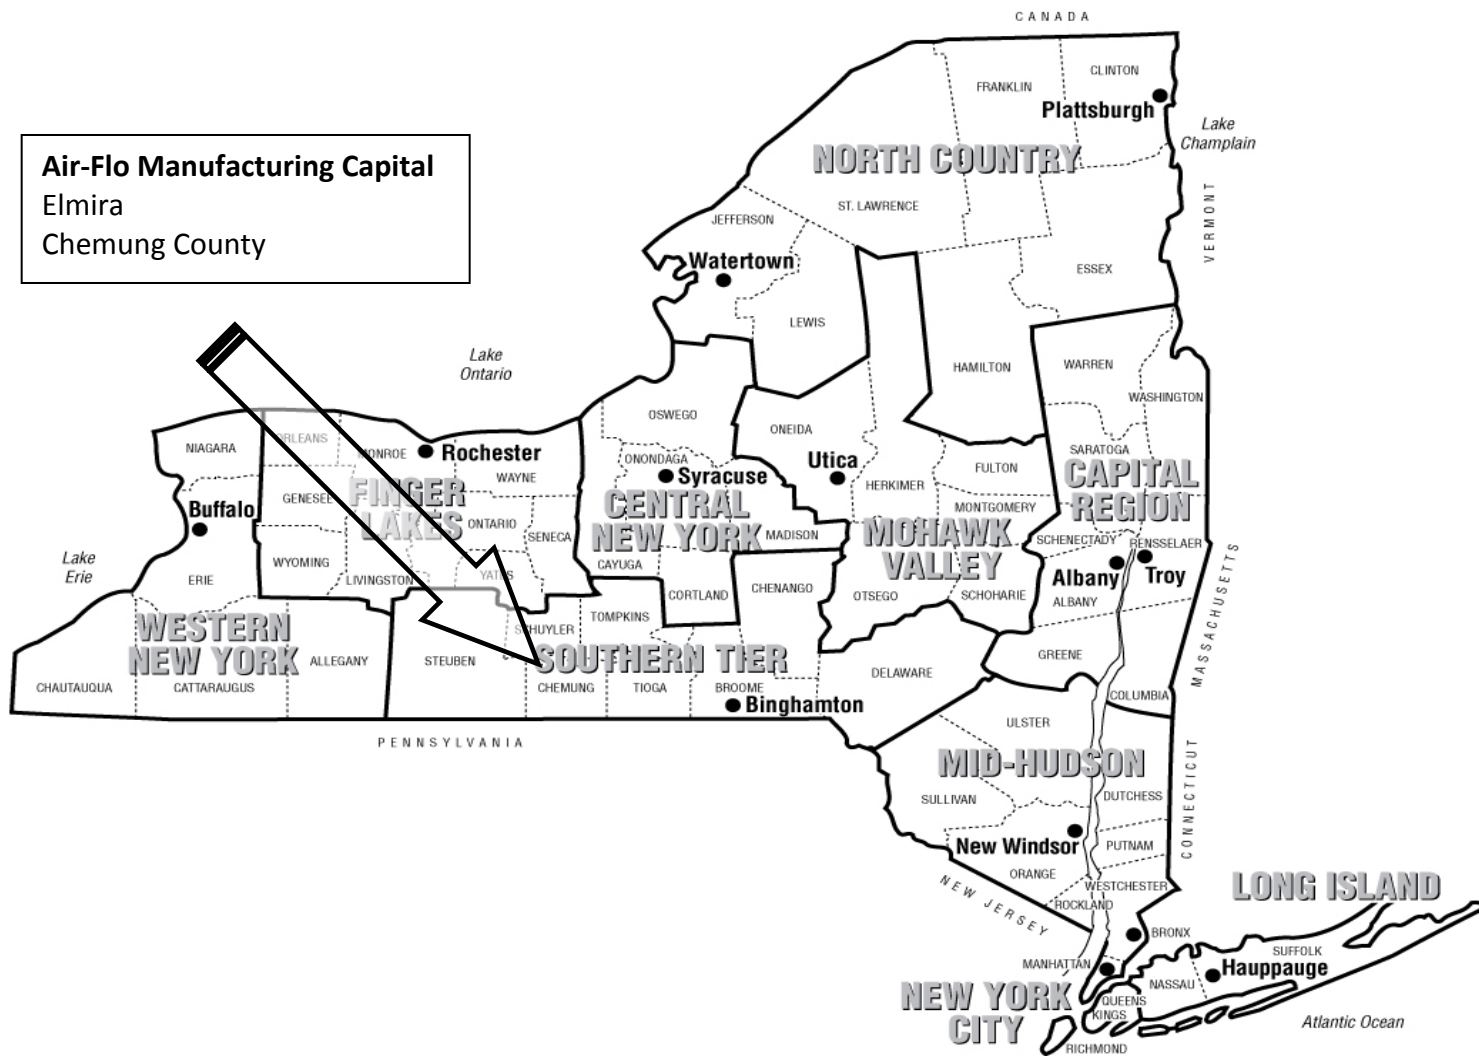 CANADA
CLINTON
FRANKLIN
Plattsburgh
Lake
Champlain
Air-Flo Manufacturing Capital
Elmira
Chemung County
NORTH COUNTRY
VERMONT
ST. LAWRENCE
JEFFERSON
Watertown
ESSEX
LEWIS
Lake
Ontario
HAMILTON
WARREN
WASHINGTON
OSWEGO
ONEIDA
NIAGARA
ORLEANS
MONROE
Rochester
ONONDAGA
Syracuse
Utica
SARATOGA
FULTON
WAYNE
HERKIMER
CAPITAL
REGION
GENESEE
FINGER
LAKES
CENTRAL
NEW YORK
MONTGOMERY
Buffalo
ONTARIO
SENECA
MADISON
MOHAWK
VALLEY
SCHENECTADY
RENSSELAER
Lake
Erie
WYOMING
LIVINGSTON
YATES
CAYUGA
Albany
Troy
ERIE
CORTLAND
CHENANGO
OTSEGO
SCHOHARIE
ALBANY
MASSACHUSETTS
WESTERN
NEW YORK
TOMPKINS
SCHUYLER
ALLEGANY
STEUBEN
SOUTHERN TIER
GREENE
DELAWARE
CHAUTAUQUA
CATTARAUGUS
CHEMUNG
TIOGA
BROOME
COLUMBIA
Binghamton
PENNSYLVANIA
ULSTER
MID-HUDSON
CONNECTICUT
SULLIVAN
DUTCHESS
New Windsor
PUTNAM
ORANGE
WESTCHESTER
NEW JERSEY
ROCKLAND
LONG ISLAND
BRONX
SUFFOLK
MANHATTAN
Hauppauge
NASSAU
NEW YORK
CITY
QUEENS
KINGS
Atlantic Ocean
RICHMOND